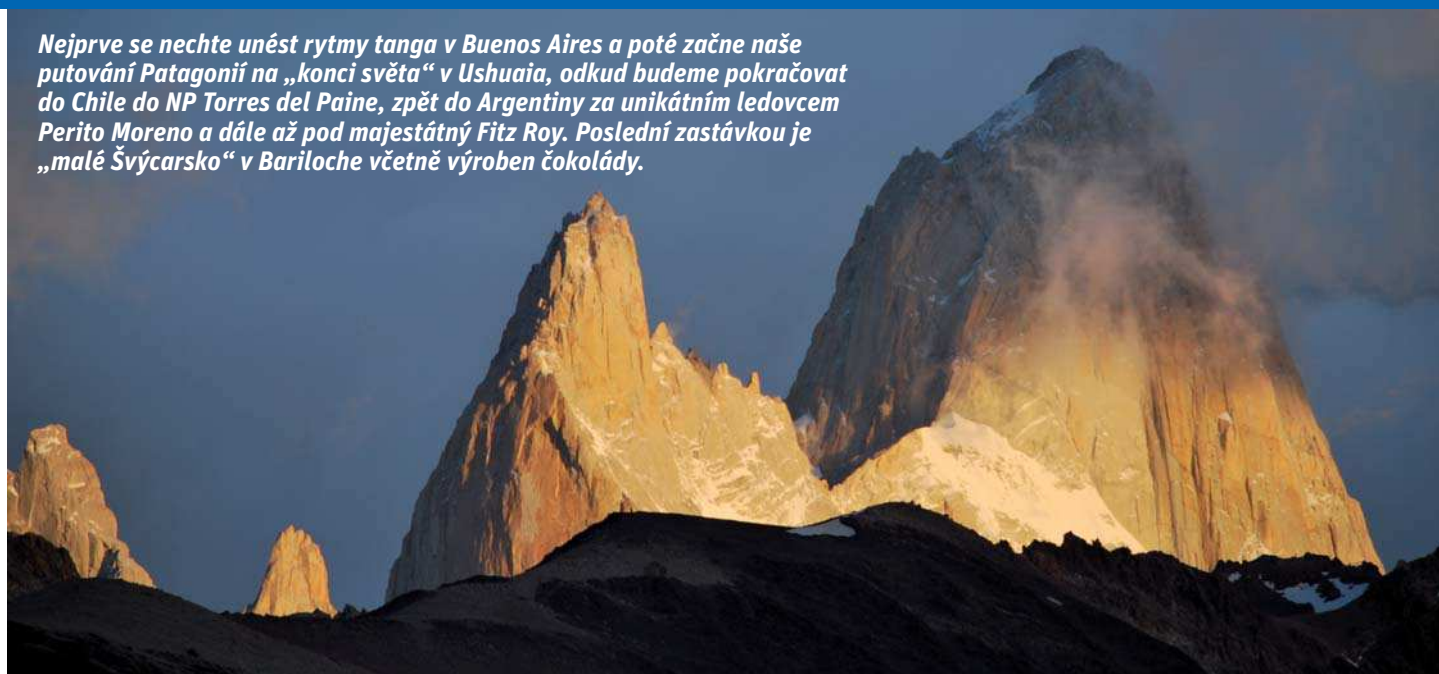 Nejprve se nechte unést rytmy tanga v Buenos Aires a poté začne naše
putování Patagonií na „konci světa“ v Ushuaia, odkud budeme pokračovat
do Chile do NP Torres del Paine, zpět do Argentiny za unikátním ledovcem
Perito Moreno a dále až pod majestátný Fitz Roy. Poslední zastávkou je
„malé Švýcarsko“ v Bariloche včetně výroben čokolády.